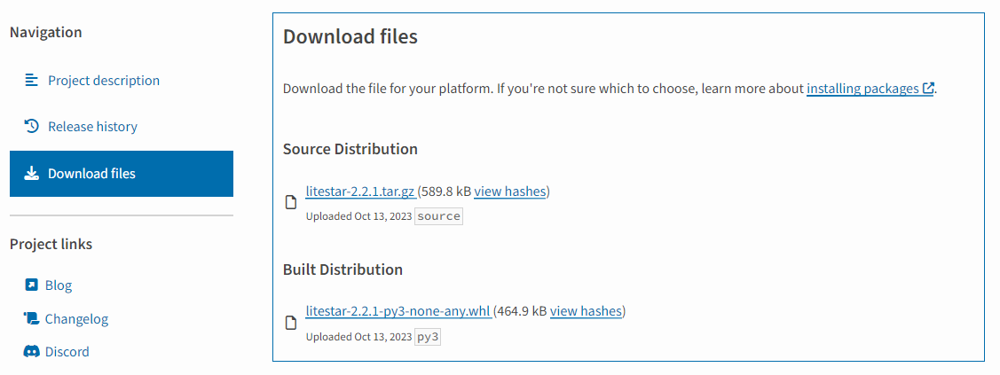 Navigation
Project description
Release history
Download files
Project links
Blog
Changelog
Discord
Download files
Download the file for your platform. If you're not sure which to choose, learn more about installing packages.
Source Distribution
litestar-2.2.1.tar.gz (589.8 kB view hashes)
Uploaded Oct 13, 2023 source
Built Distribution
litestar-2.2.1-py3-none-any.whl (464.9 kB view hashes)
Uploaded Oct 13, 2023 py3